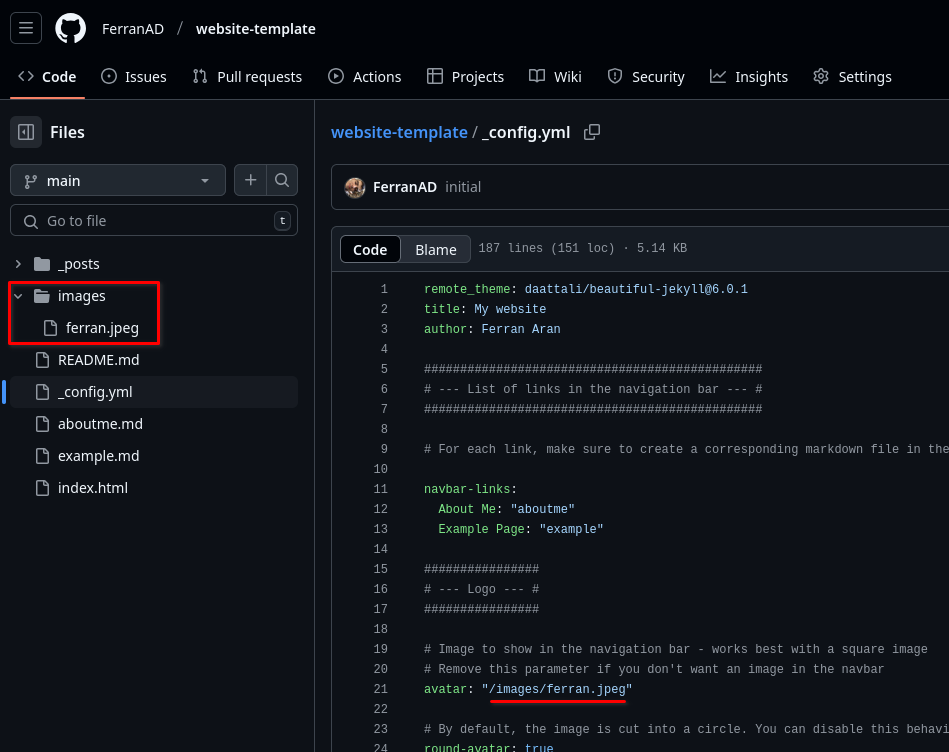 FerranAD / website-template
Code Issues Pull requests Actions Projects Wiki Security Insights Settings
Files
main
Go to file t
_posts
images
ferran.jpeg
README.md
_config.yml
aboutme.md
example.md
index.html
website-template / _config.yml
FerranAD initial
Code Blame 187 lines (151 loc) · 5.14 KB
1 remote_theme: daattali/beautiful-jekyll@6.0.1
2 title: My website
3 author: Ferran Aran
4
5 ###############################################
6 # --- List of links in the navigation bar --- #
7 ###############################################
8
9 # For each link, make sure to create a corresponding markdown file in the
10
11 navbar-links:
12 About Me: "aboutme"
13 Example Page: "example"
14
15 ################
16 # --- Logo --- #
17 ################
18
19 # Image to show in the navigation bar - works best with a square image
20 # Remove this parameter if you don't want an image in the navbar
21 avatar: "/images/ferran.jpeg"
22
23 # By default, the image is cut into a circle. You can disable this behavi
24 round-avatar: true